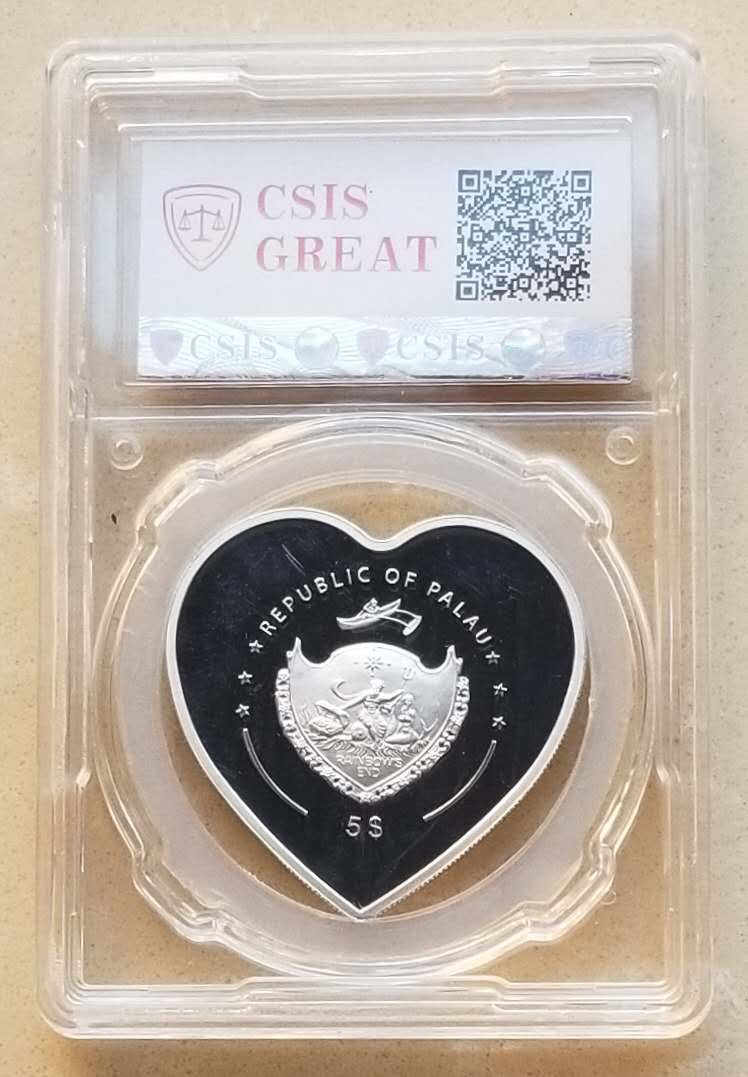 CSIS
GREAT
CSIS CSIS
REPUBLIC OF PALAU
RAINBOW'S
END
5 $